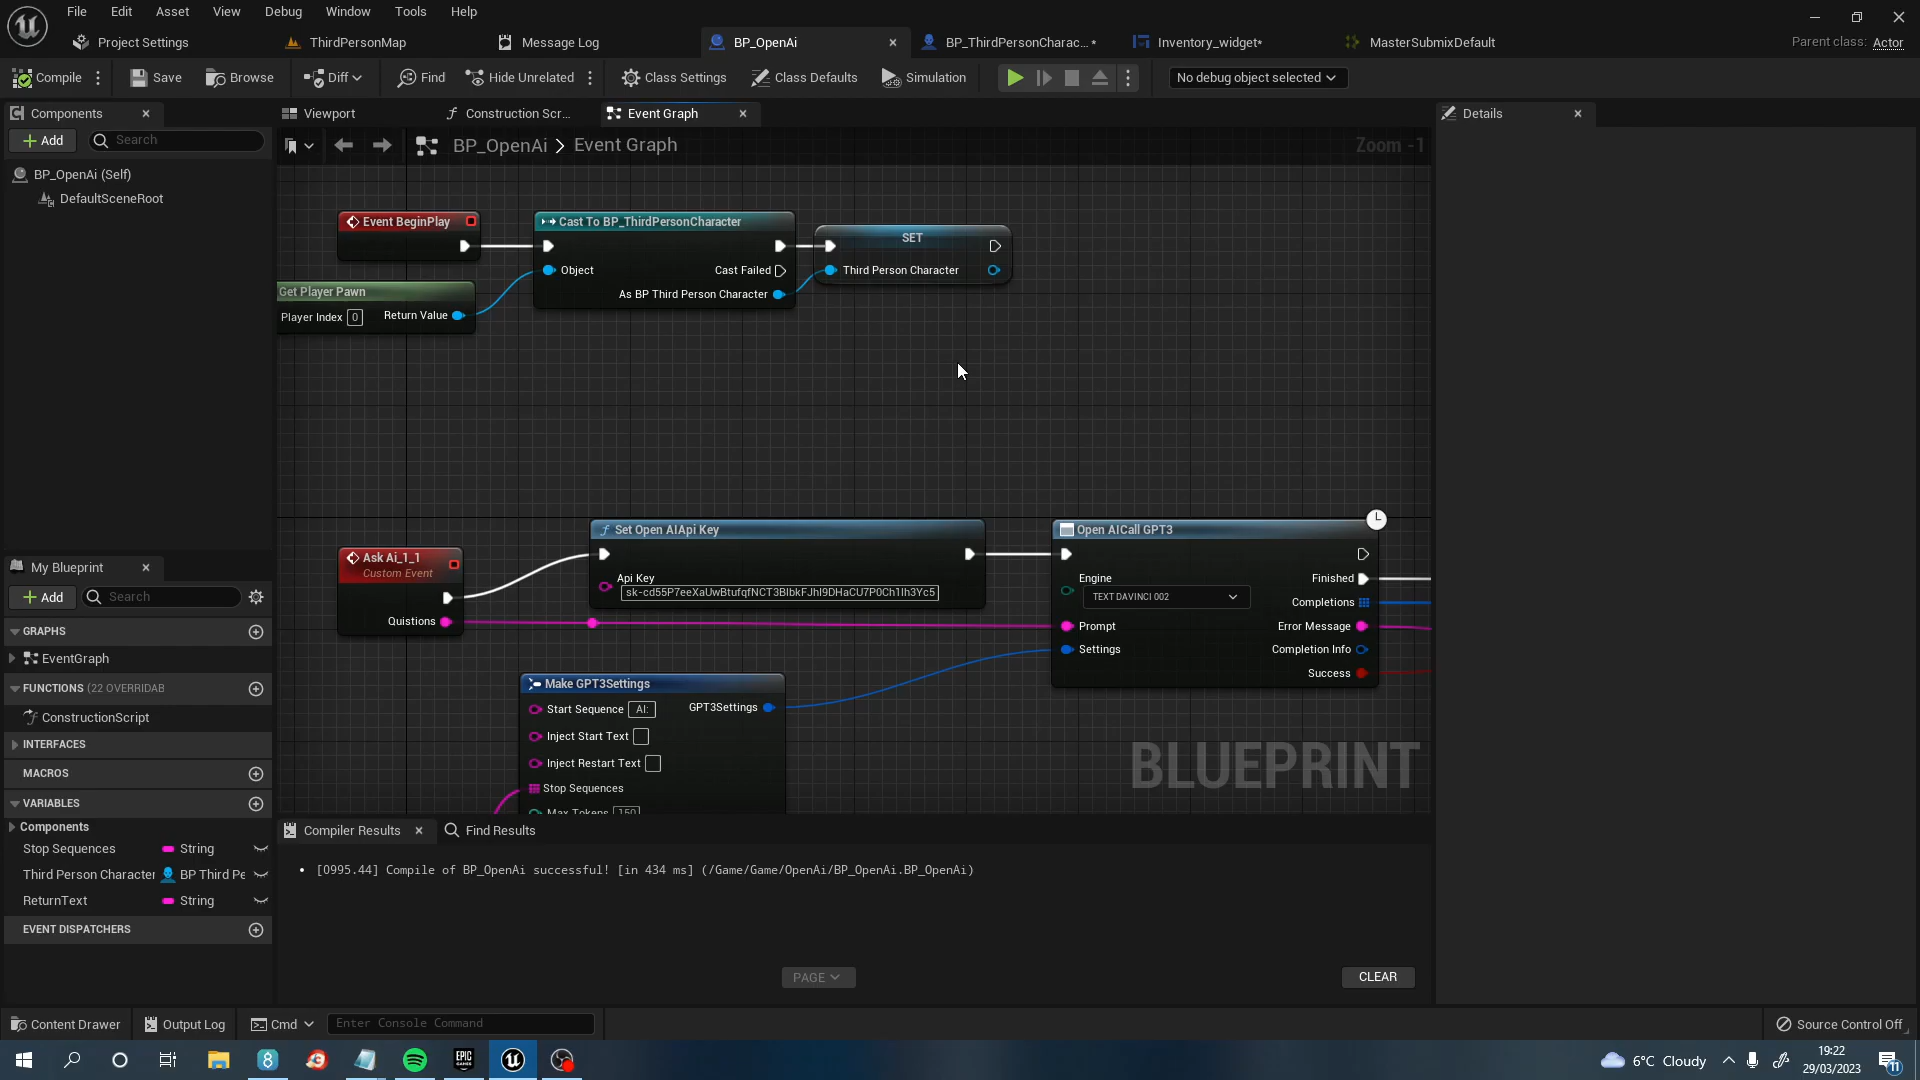 File Edit Asset View Debug Window Tools Help
Project Settings ThirdPersonMap Message Log BP_OpenAi BP_ThirdPersonCharac...* Inventory_widget* MasterSubmixDefault Parent class: Actor
Compile Save Browse Diff Find Hide Unrelated Class Settings Class Defaults Simulation No debug object selected
Components Viewport Construction Scr... Event Graph Details
Add Search
BP_OpenAi > Event Graph Zoom -1
BP_OpenAi (Self)
DefaultSceneRoot
Event BeginPlay
Cast To BP_ThirdPersonCharacter
Object Cast Failed
As BP Third Person Character
SET
Third Person Character
Get Player Pawn
Player Index 0 Return Value
Ask Ai_1_1
Custom Event
Quistions
Set Open AIApi Key
Api Key
[redacted API key]
Open AICall GPT3
Engine Finished
TEXT DAVINCI 002 Completions
Prompt Error Message
Settings Completion Info
Success
Make GPT3Settings
Start Sequence AI: GPT3Settings
Inject Start Text
Inject Restart Text
Stop Sequences
Max Tokens 150
BLUEPRINT
My Blueprint
Add Search
GRAPHS
EventGraph
FUNCTIONS (22 OVERRIDAB
ConstructionScript
INTERFACES
MACROS
VARIABLES
Components
Stop Sequences String
Third Person Character BP Third Pe
ReturnText String
EVENT DISPATCHERS
Compiler Results Find Results
[0995.44] Compile of BP_OpenAi successful! [in 434 ms] (/Game/Game/OpenAi/BP_OpenAi.BP_OpenAi)
PAGE CLEAR
Content Drawer Output Log Cmd Enter Console Command Source Control Off
6°C Cloudy 19:22
29/03/2023 11